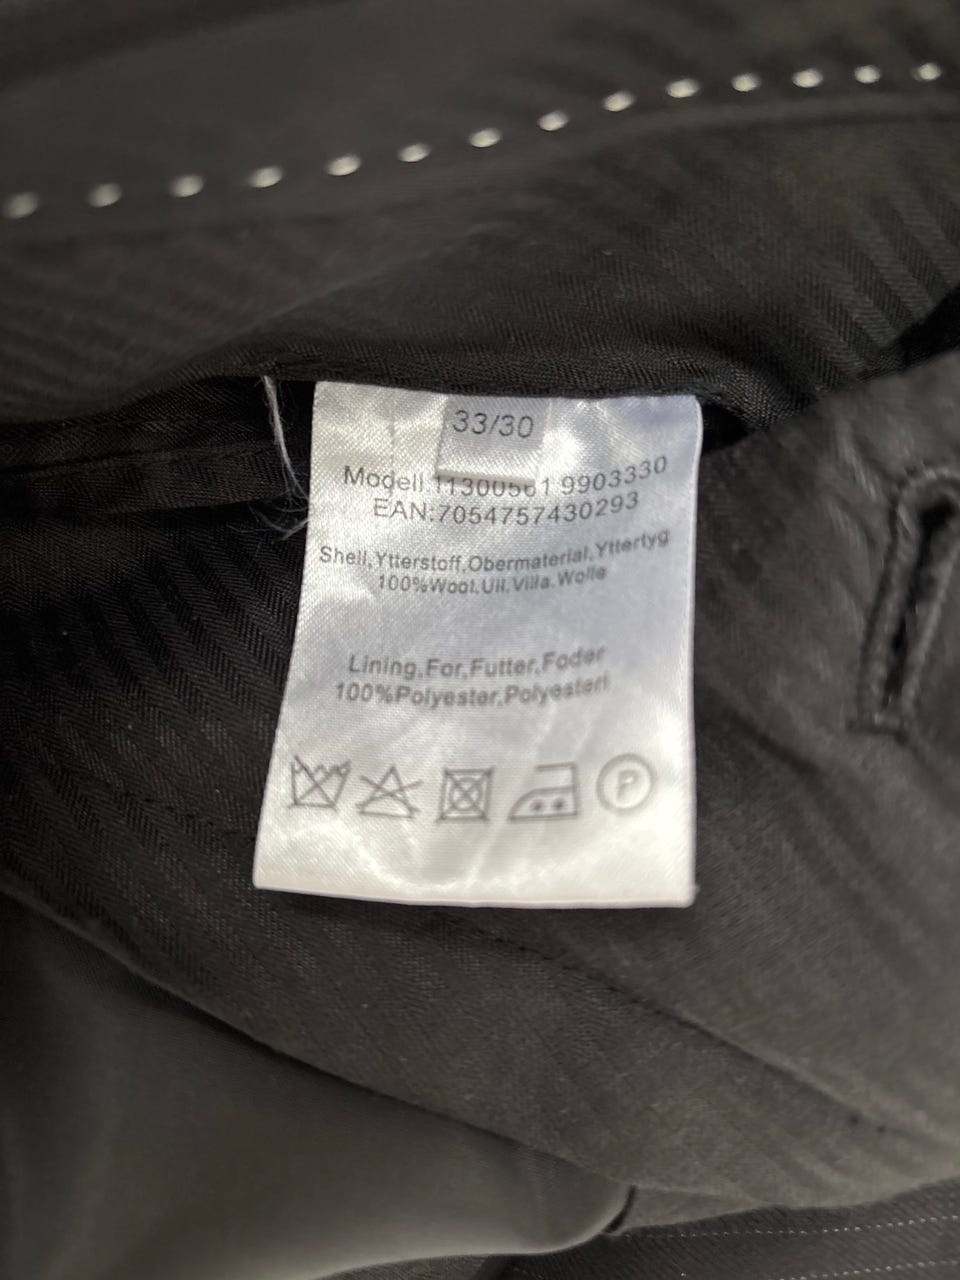 33/30
Modell 11300561 9903330
EAN:7054757430293
Shell,Ytterstoff,Obermaterial,Yttertyg
100%Wool,Ull,Villa,Wolle
Lining,For,Futter,Foder
100%Polyester,Polyesteri
P